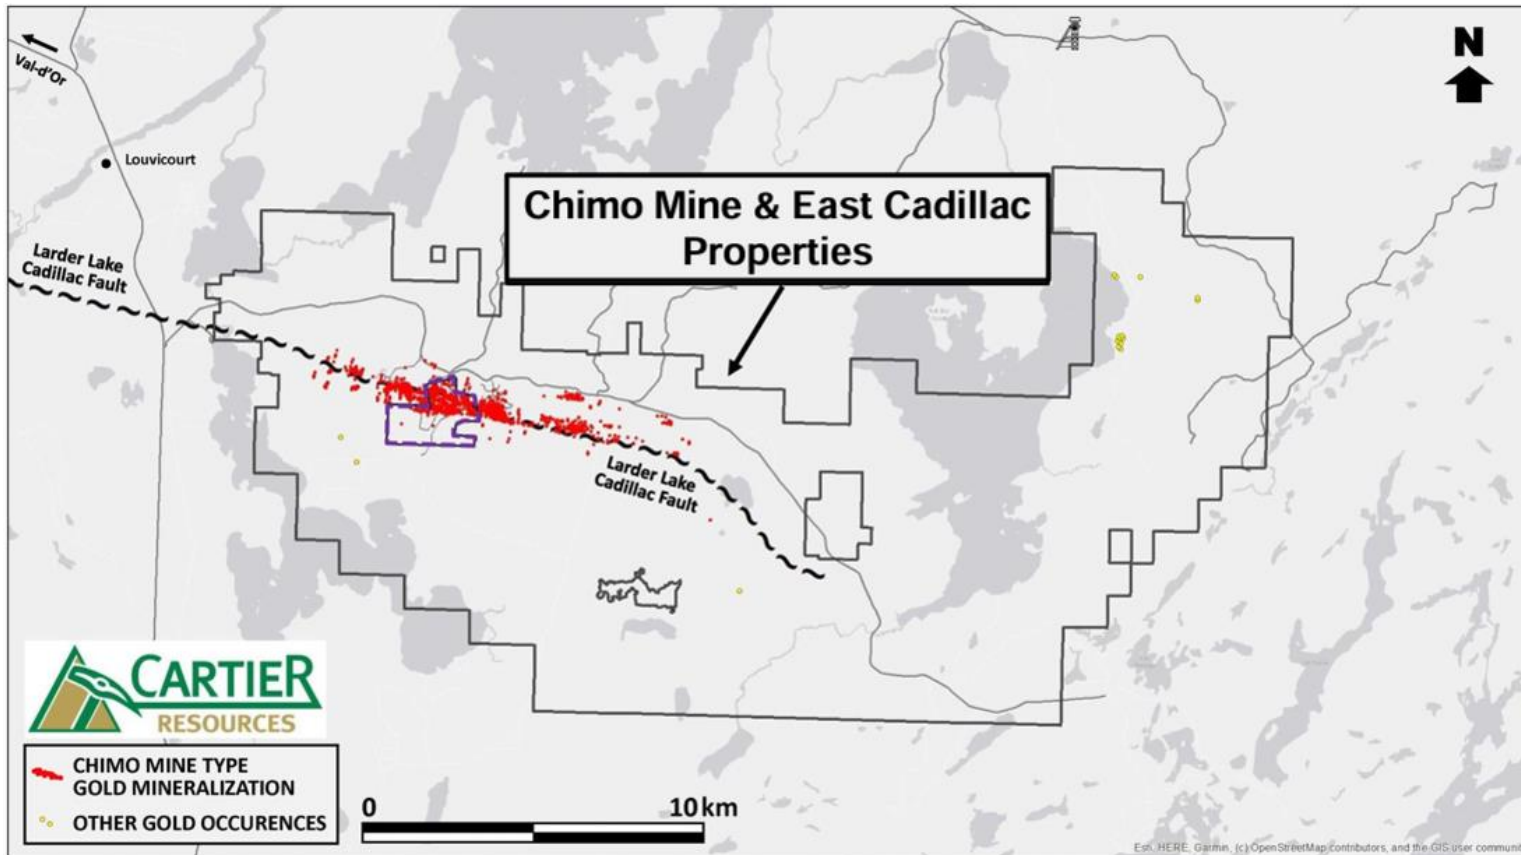 Val-d'Or
N
Louvicourt
Chimo Mine & East Cadillac
Properties
Larder Lake
Cadillac Fault
Larder Lake
Cadillac Fault
CARTIER
RESOURCES
CHIMO MINE TYPE
GOLD MINERALIZATION
OTHER GOLD OCCURENCES
0 10 km
Esri, HERE, Garmin, (c) OpenStreetMap contributors, and the GIS user communit